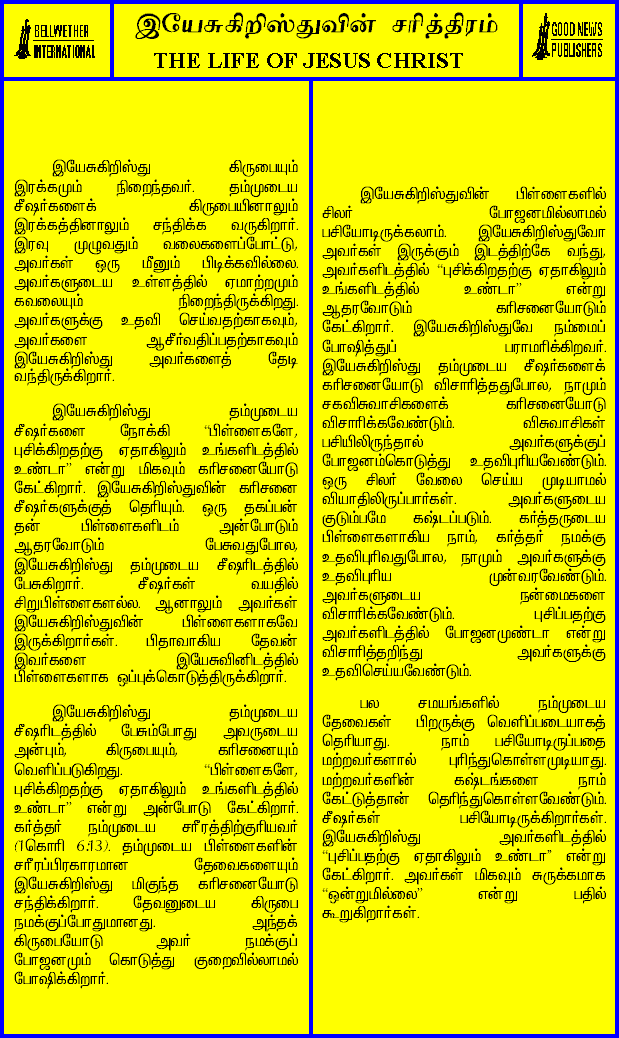 BELLWETHER
INTERNATIONAL
இயேசுகிறிஸ்துவின் சரித்திரம்
THE LIFE OF JESUS CHRIST
GOOD NEWS
PUBLISHERS
இயேசுகிறிஸ்து கிருபையும்
இரக்கமும் நிறைந்தவர். தம்முடைய
சீஷர்களைக் கிருபையினாலும்
இரக்கத்தினாலும் சந்திக்க வருகிறார்.
இரவு முழுவதும் வலைகளைப்போட்டு,
அவர்கள் ஒரு மீனும் பிடிக்கவில்லை.
அவர்களுடைய உள்ளத்தில் ஏமாற்றமும்
கவலையும் நிறைந்திருக்கிறது.
அவர்களுக்கு உதவி செய்வதற்காகவும்,
அவர்களை ஆசீர்வதிப்பதற்காகவும்
இயேசுகிறிஸ்து அவர்களைத் தேடி
வந்திருக்கிறார்.
இயேசுகிறிஸ்து தம்முடைய
சீஷர்களை நோக்கி “பிள்ளைகளே,
புசிக்கிறதற்கு ஏதாகிலும் உங்களிடத்தில்
உண்டா” என்று மிகவும் கரிசனையோடு
கேட்கிறார். இயேசுகிறிஸ்துவின் கரிசனை
சீஷர்களுக்குத் தெரியும். ஒரு தகப்பன்
தன் பிள்ளைகளிடம் அன்போடும்
ஆதரவோடும் பேசுவதுபோல,
இயேசுகிறிஸ்து தம்முடைய சீஷரிடத்தில்
பேசுகிறார். சீஷர்கள் வயதில்
சிறுபிள்ளைகளல்ல. ஆனாலும் அவர்கள்
இயேசுகிறிஸ்துவின் பிள்ளைகளாகவே
இருக்கிறார்கள். பிதாவாகிய தேவன்
இவர்களை இயேசுவினிடத்தில்
பிள்ளைகளாக ஒப்புக்கொடுத்திருக்கிறார்.
இயேசுகிறிஸ்து தம்முடைய
சீஷரிடத்தில் பேசும்போது அவருடைய
அன்பும், கிருபையும், கரிசனையும்
வெளிப்படுகிறது. “பிள்ளைகளே,
புசிக்கிறதற்கு ஏதாகிலும் உங்களிடத்தில்
உண்டா” என்று அன்போடு கேட்கிறார்.
கர்த்தர் நம்முடைய சரீரத்திற்குரியவர்
(1கொரி 6:13). தம்முடைய பிள்ளைகளின்
சரீரப்பிரகாரமான தேவைகளையும்
இயேசுகிறிஸ்து மிகுந்த கரிசனையோடு
சந்திக்கிறார். தேவனுடைய கிருபை
நமக்குப்போதுமானது. அந்தக்
கிருபையோடு அவர் நமக்குப்
போஜனமும் கொடுத்து குறைவில்லாமல்
போஷிக்கிறார்.
இயேசுகிறிஸ்துவின் பிள்ளைகளில்
சிலர் போஜனமில்லாமல்
பசியோடிருக்கலாம். இயேசுகிறிஸ்துவோ
அவர்கள் இருக்கும் இடத்திற்கே வந்து,
அவர்களிடத்தில் “புசிக்கிறதற்கு ஏதாகிலும்
உங்களிடத்தில் உண்டா” என்று
ஆதரவோடும் கரிசனையோடும்
கேட்கிறார். இயேசுகிறிஸ்துவே நம்மைப்
போஷித்துப் பராமரிக்கிறவர்.
இயேசுகிறிஸ்து தம்முடைய சீஷர்களைக்
கரிசனையோடு விசாரித்ததுபோல, நாமும்
சகவிசுவாசிகளைக் கரிசனையோடு
விசாரிக்கவேண்டும். விசுவாசிகள்
பசியிலிருந்தால் அவர்களுக்குப்
போஜனம்கொடுத்து உதவிபுரியவேண்டும்.
ஒரு சிலர் வேலை செய்ய முடியாமல்
வியாதியிலிருப்பார்கள். அவர்களுடைய
குடும்பமே கஷ்டப்படும். கர்த்தருடைய
பிள்ளைகளாகிய நாம், கர்த்தர் நமக்கு
உதவிபுரிவதுபோல, நாமும் அவர்களுக்கு
உதவிபுரிய முன்வரவேண்டும்.
அவர்களுடைய நன்மைகளை
விசாரிக்கவேண்டும். புசிப்பதற்கு
அவர்களிடத்தில் போஜனமுண்டா என்று
விசாரித்தறிந்து அவர்களுக்கு
உதவிசெய்யவேண்டும்.
பல சமயங்களில் நம்முடைய
தேவைகள் பிறருக்கு வெளிப்படையாகத்
தெரியாது. நாம் பசியோடிருப்பதை
மற்றவர்களால் புரிந்துகொள்ளமுடியாது.
மற்றவர்களின் கஷ்டங்களை நாம்
கேட்டுத்தான் தெரிந்துகொள்ளவேண்டும்.
சீஷர்கள் பசியோடிருக்கிறார்கள்.
இயேசுகிறிஸ்து அவர்களிடத்தில்
“புசிப்பதற்கு ஏதாகிலும் உண்டா” என்று
கேட்கிறார். அவர்கள் மிகவும் சுருக்கமாக
“ஒன்றுமில்லை” என்று பதில்
கூறுகிறார்கள்.